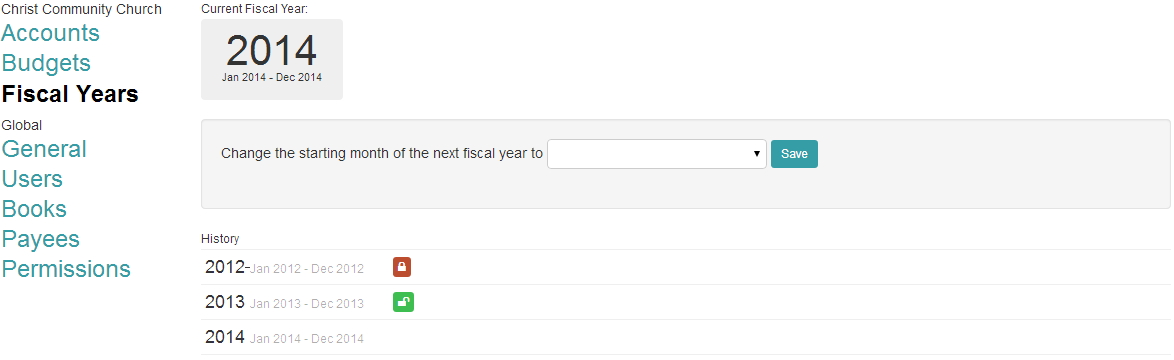 Christ Community Church
Accounts
Budgets
Fiscal Years
Global
General
Users
Books
Payees
Permissions
Current Fiscal Year:
2014
Jan 2014 - Dec 2014
Change the starting month of the next fiscal year to Save
History
2012-Jan 2012 - Dec 2012
2013 Jan 2013 - Dec 2013
2014 Jan 2014 - Dec 2014